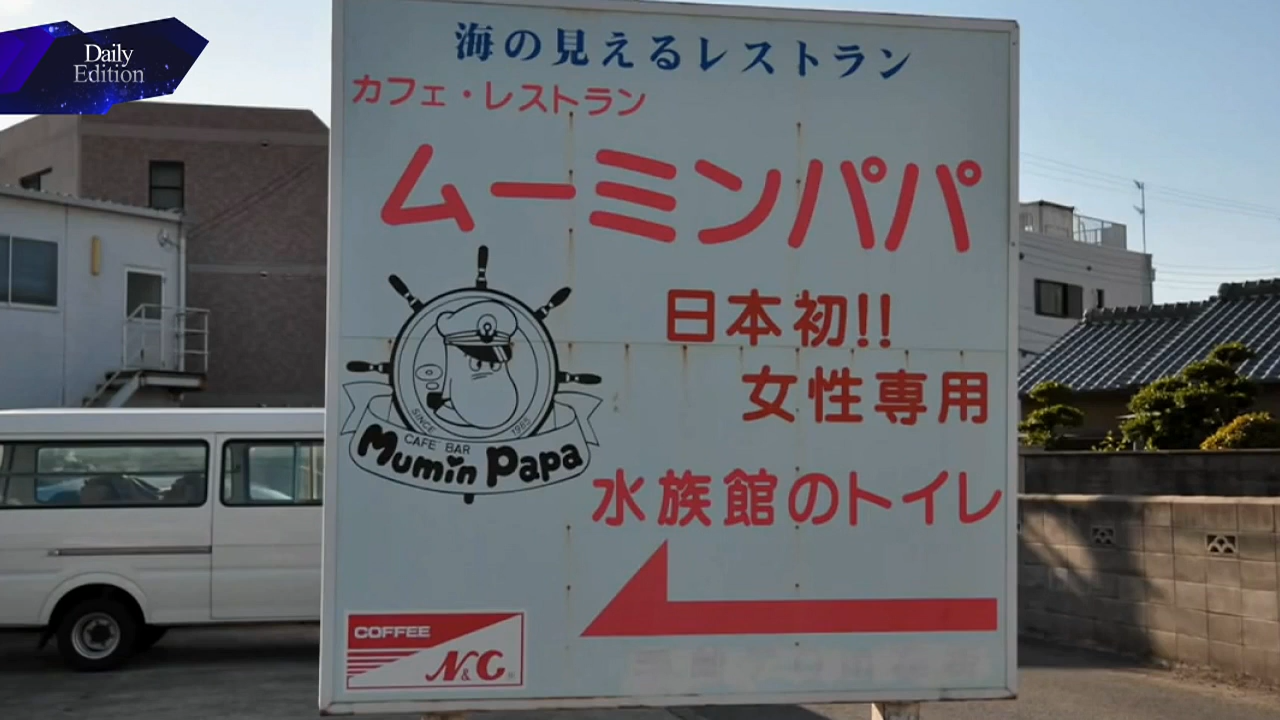 Daily
Edition
海の見えるレストラン
カフェ・レストラン
ムーミンパパ
日本初!!
女性専用
水族館のトイレ
SINCE 1985
CAFE BAR
Mumin Papa
COFFEE
N&C